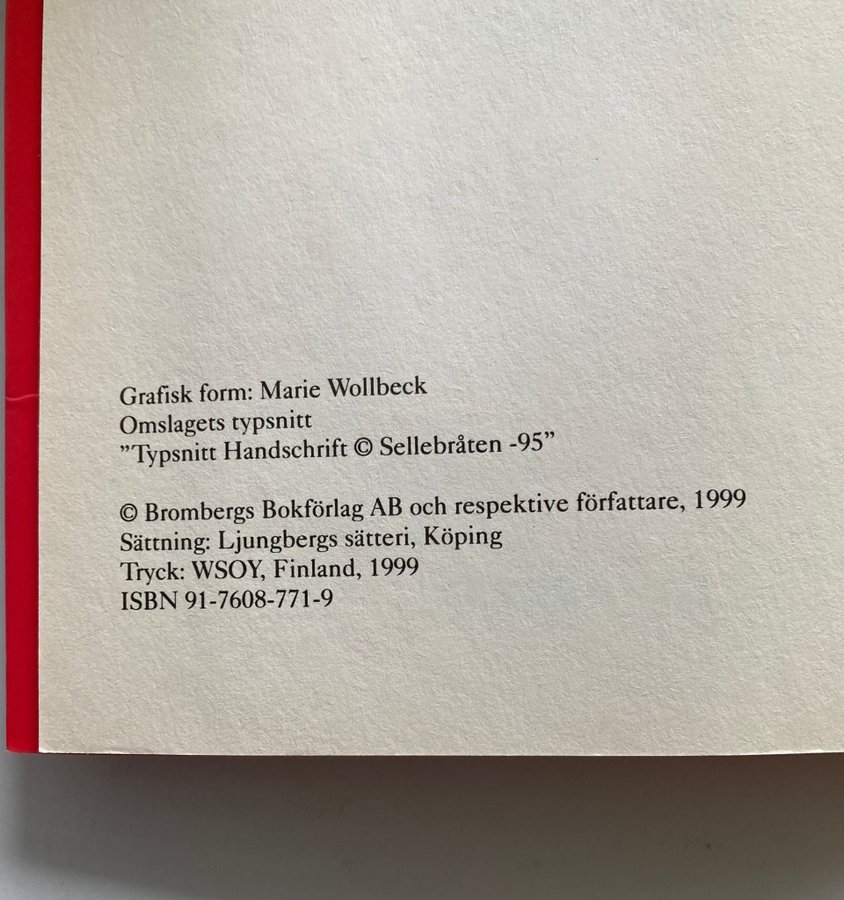 Grafisk form: Marie Wollbeck
Omslagets typsnitt
”Typsnitt Handschrift © Sellebråten -95”
© Brombergs Bokförlag AB och respektive författare, 1999
Sättning: Ljungbergs sätteri, Köping
Tryck: WSOY, Finland, 1999
ISBN 91-7608-771-9